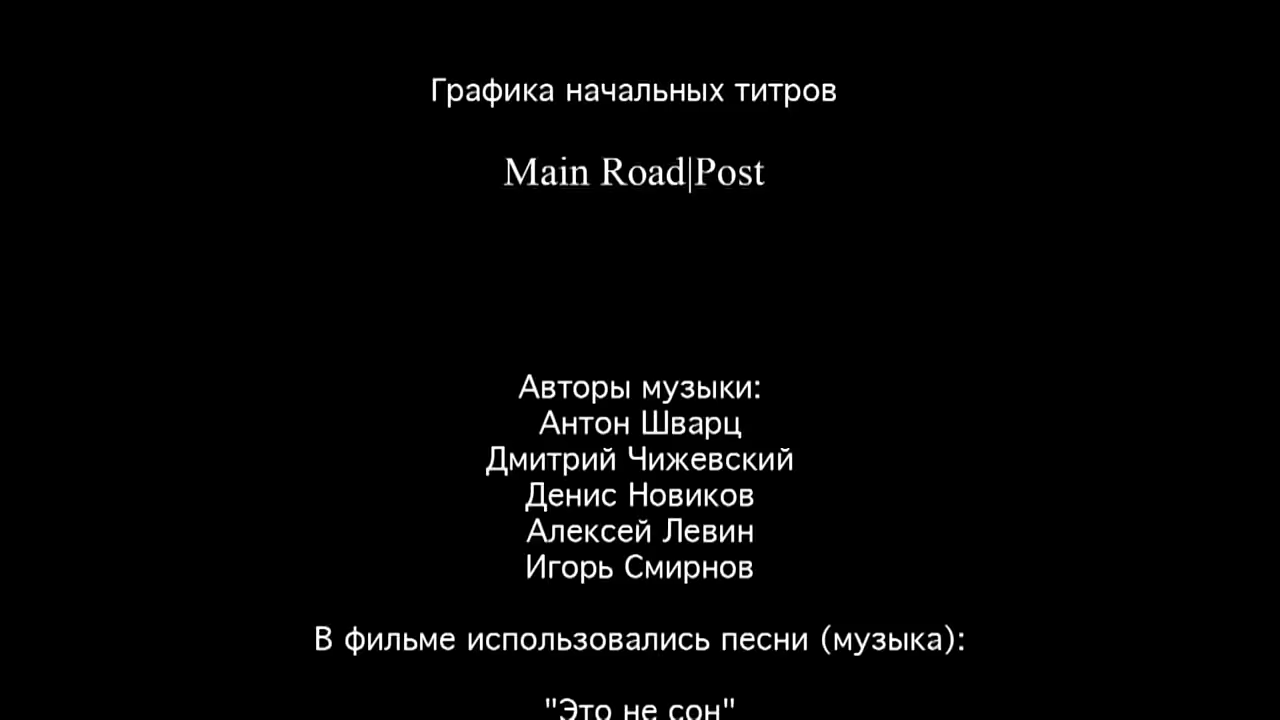 Графика начальных титров
Main Road|Post
Авторы музыки:
Антон Шварц
Дмитрий Чижевский
Денис Новиков
Алексей Левин
Игорь Смирнов
В фильме использовались песни (музыка):
"Это не сон"